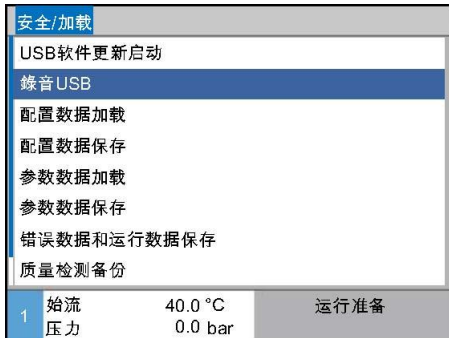 安全/加载
USB软件更新启动
錄音USB
配置数据加载
配置数据保存
参数数据加载
参数数据保存
错误数据和运行数据保存
质量检测备份
1 始流 40.0 °C 运行准备
压力 0.0 bar